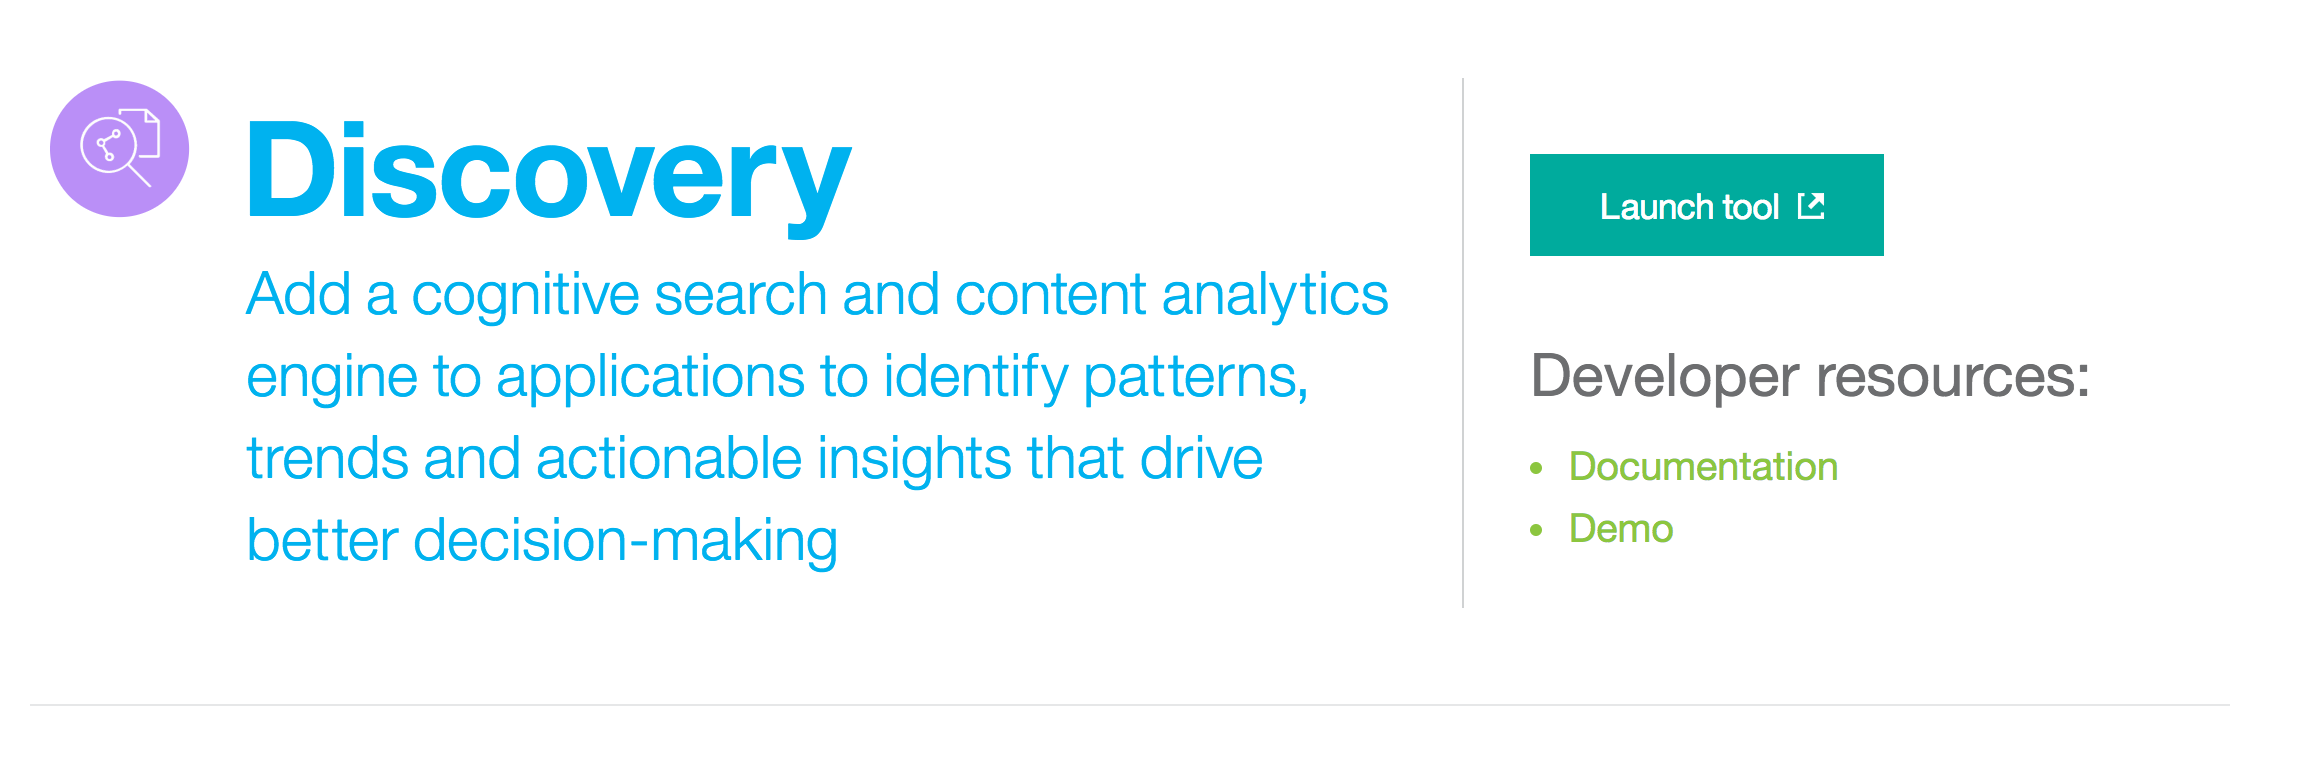 Discovery
Add a cognitive search and content analytics
engine to applications to identify patterns,
trends and actionable insights that drive
better decision-making
Launch tool
Developer resources:
• Documentation
• Demo